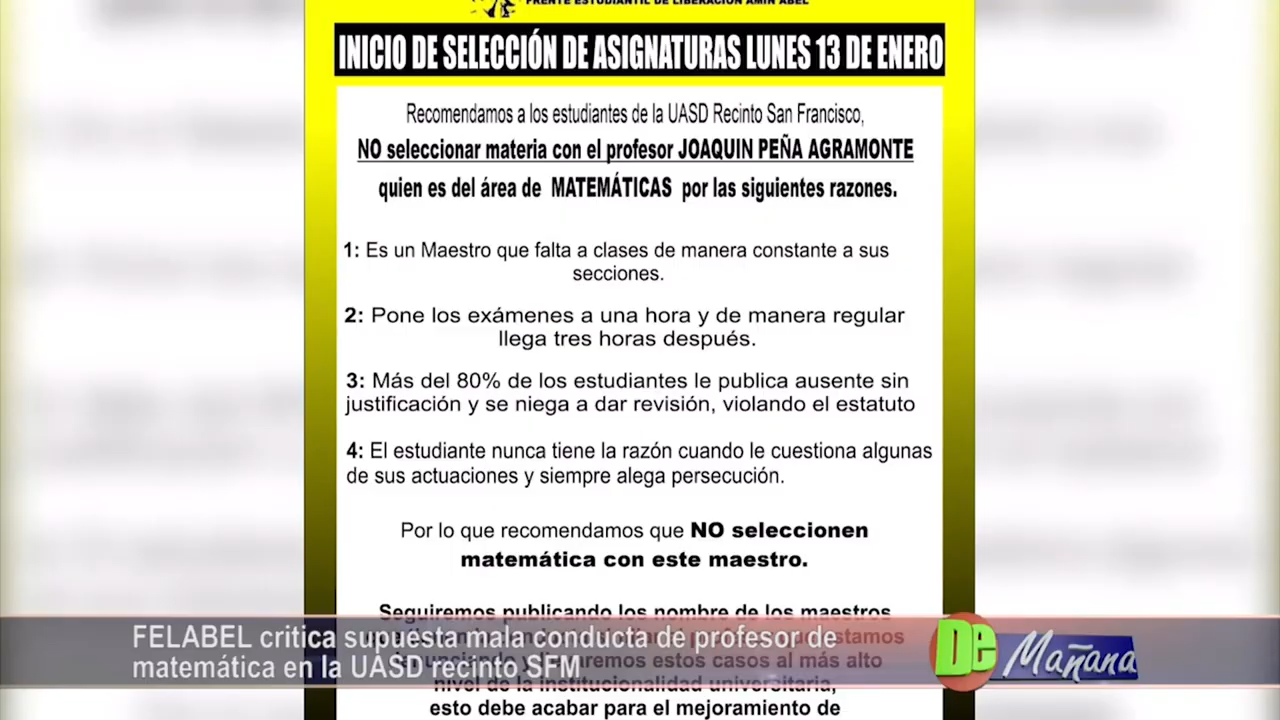 FRENTE ESTUDIANTIL DE LIBERACIÓN AMÍN ABEL
INICIO DE SELECCIÓN DE ASIGNATURAS LUNES 13 DE ENERO
Recomendamos a los estudiantes de la UASD Recinto San Francisco,
NO seleccionar materia con el profesor JOAQUIN PEÑA AGRAMONTE
quien es del área de MATEMÁTICAS por las siguientes razones.
1: Es un Maestro que falta a clases de manera constante a sus
secciones.
2: Pone los exámenes a una hora y de manera regular
llega tres horas después.
3: Más del 80% de los estudiantes le publica ausente sin
justificación y se niega a dar revisión, violando el estatuto
4: El estudiante nunca tiene la razón cuando le cuestiona algunas
de sus actuaciones y siempre alega persecución.
Por lo que recomendamos que NO seleccionen
matemática con este maestro.
Seguiremos publicando los nombre de los maestros
estamos
estos casos al más alto
nivel de la institucionalidad universitaria,
esto debe acabar para el mejoramiento de
FELABEL critica supuesta mala conducta de profesor de
matemática en la UASD recinto SFM
De Mañana